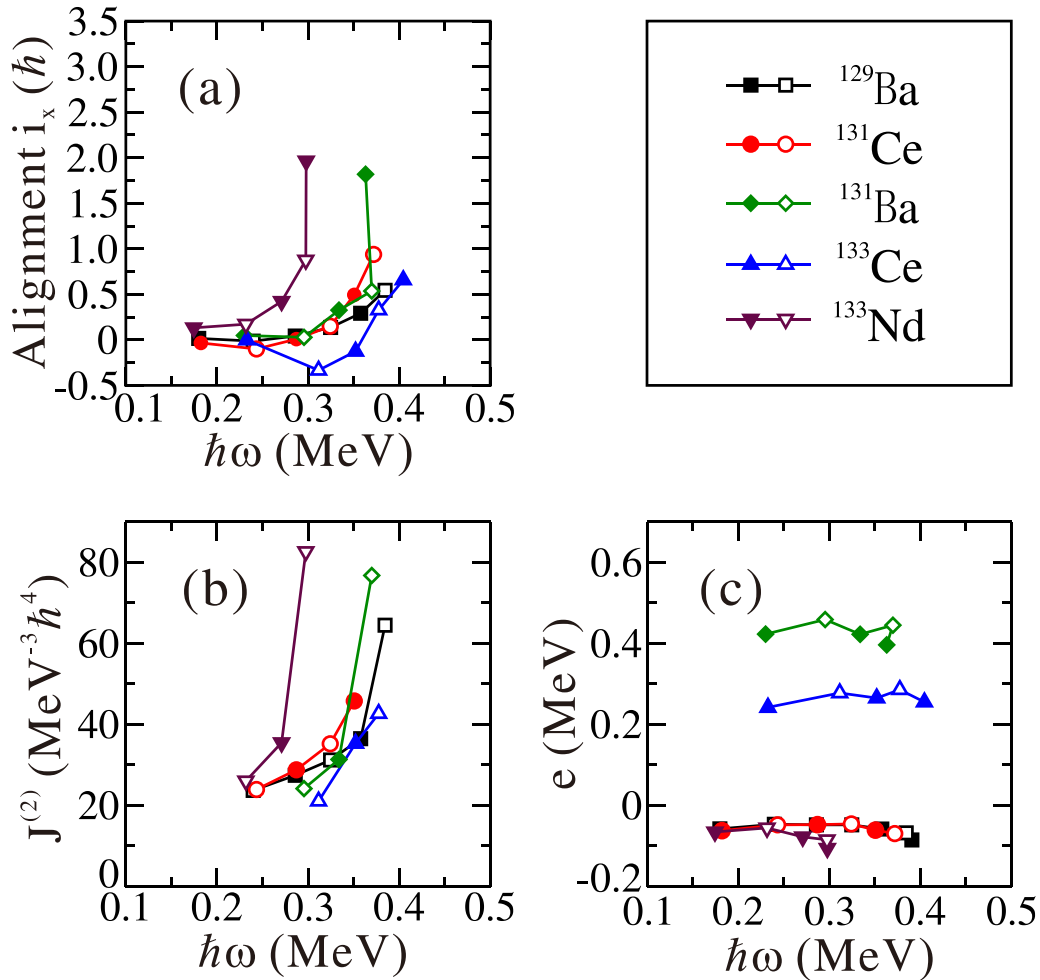 Alignment iₓ (ħ)
3.5
3.0
2.5
2.0
1.5
1.0
0.5
0
-0.5
(a)
0.1 0.2 0.3 0.4 0.5
ħω (MeV)
¹²⁹Ba
¹³¹Ce
¹³¹Ba
¹³³Ce
¹³³Nd
J⁽²⁾ (MeV⁻³ħ⁴)
80
60
40
20
0
(b)
0.1 0.2 0.3 0.4 0.5
ħω (MeV)
e (MeV)
0.6
0.4
0.2
0
-0.2
(c)
0.1 0.2 0.3 0.4 0.5
ħω (MeV)